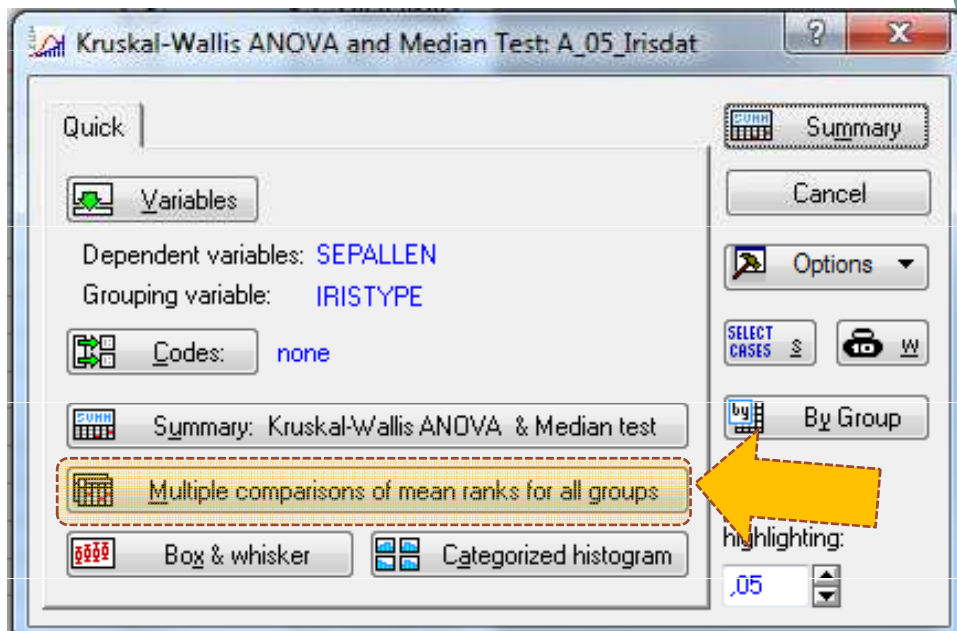 Kruskal-Wallis ANOVA and Median Test: A_05_Irisdat
?
Quick
Summary
Variables
Cancel
Dependent variables: SEPALLEN
Grouping variable: IRISTYPE
Options
Codes: none
SELECT CASES S
W
Summary: Kruskal-Wallis ANOVA & Median test
By Group
Multiple comparisons of mean ranks for all groups
Box & whisker
Categorized histogram
highlighting:
,05